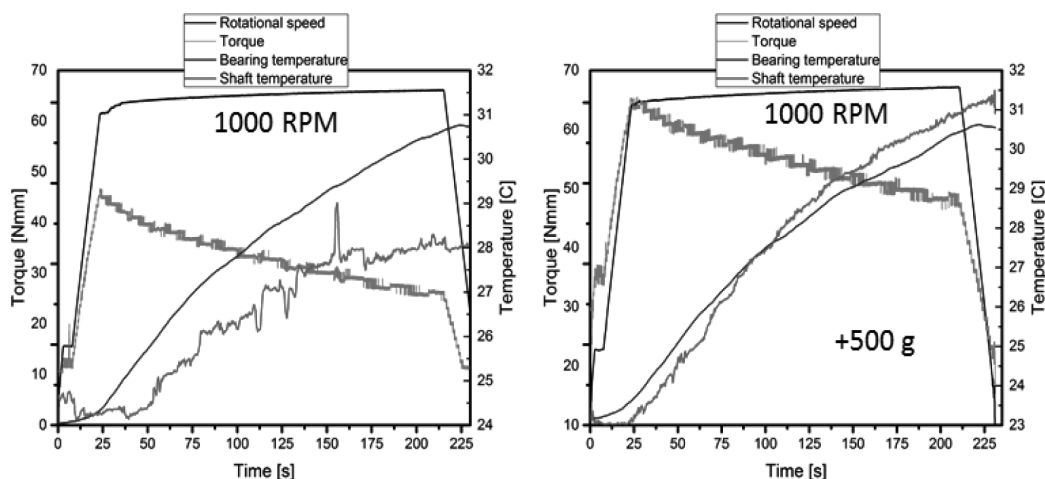 Rotational speed
Torque
Bearing temperature
Shaft temperature
70
60
50
40
30
20
10
0
Torque [Nmm]
1000 RPM
32
31
30
29
28
27
26
25
24
Temperature [C]
0 25 50 75 100 125 150 175 200 225
Time [s]
Rotational speed
Torque
Bearing temperature
Shaft temperature
70
60
50
40
30
20
10
Torque [Nmm]
1000 RPM
+500 g
32
31
30
29
28
27
26
25
24
23
Temperature [C]
0 25 50 75 100 125 150 175 200 225
Time [s]